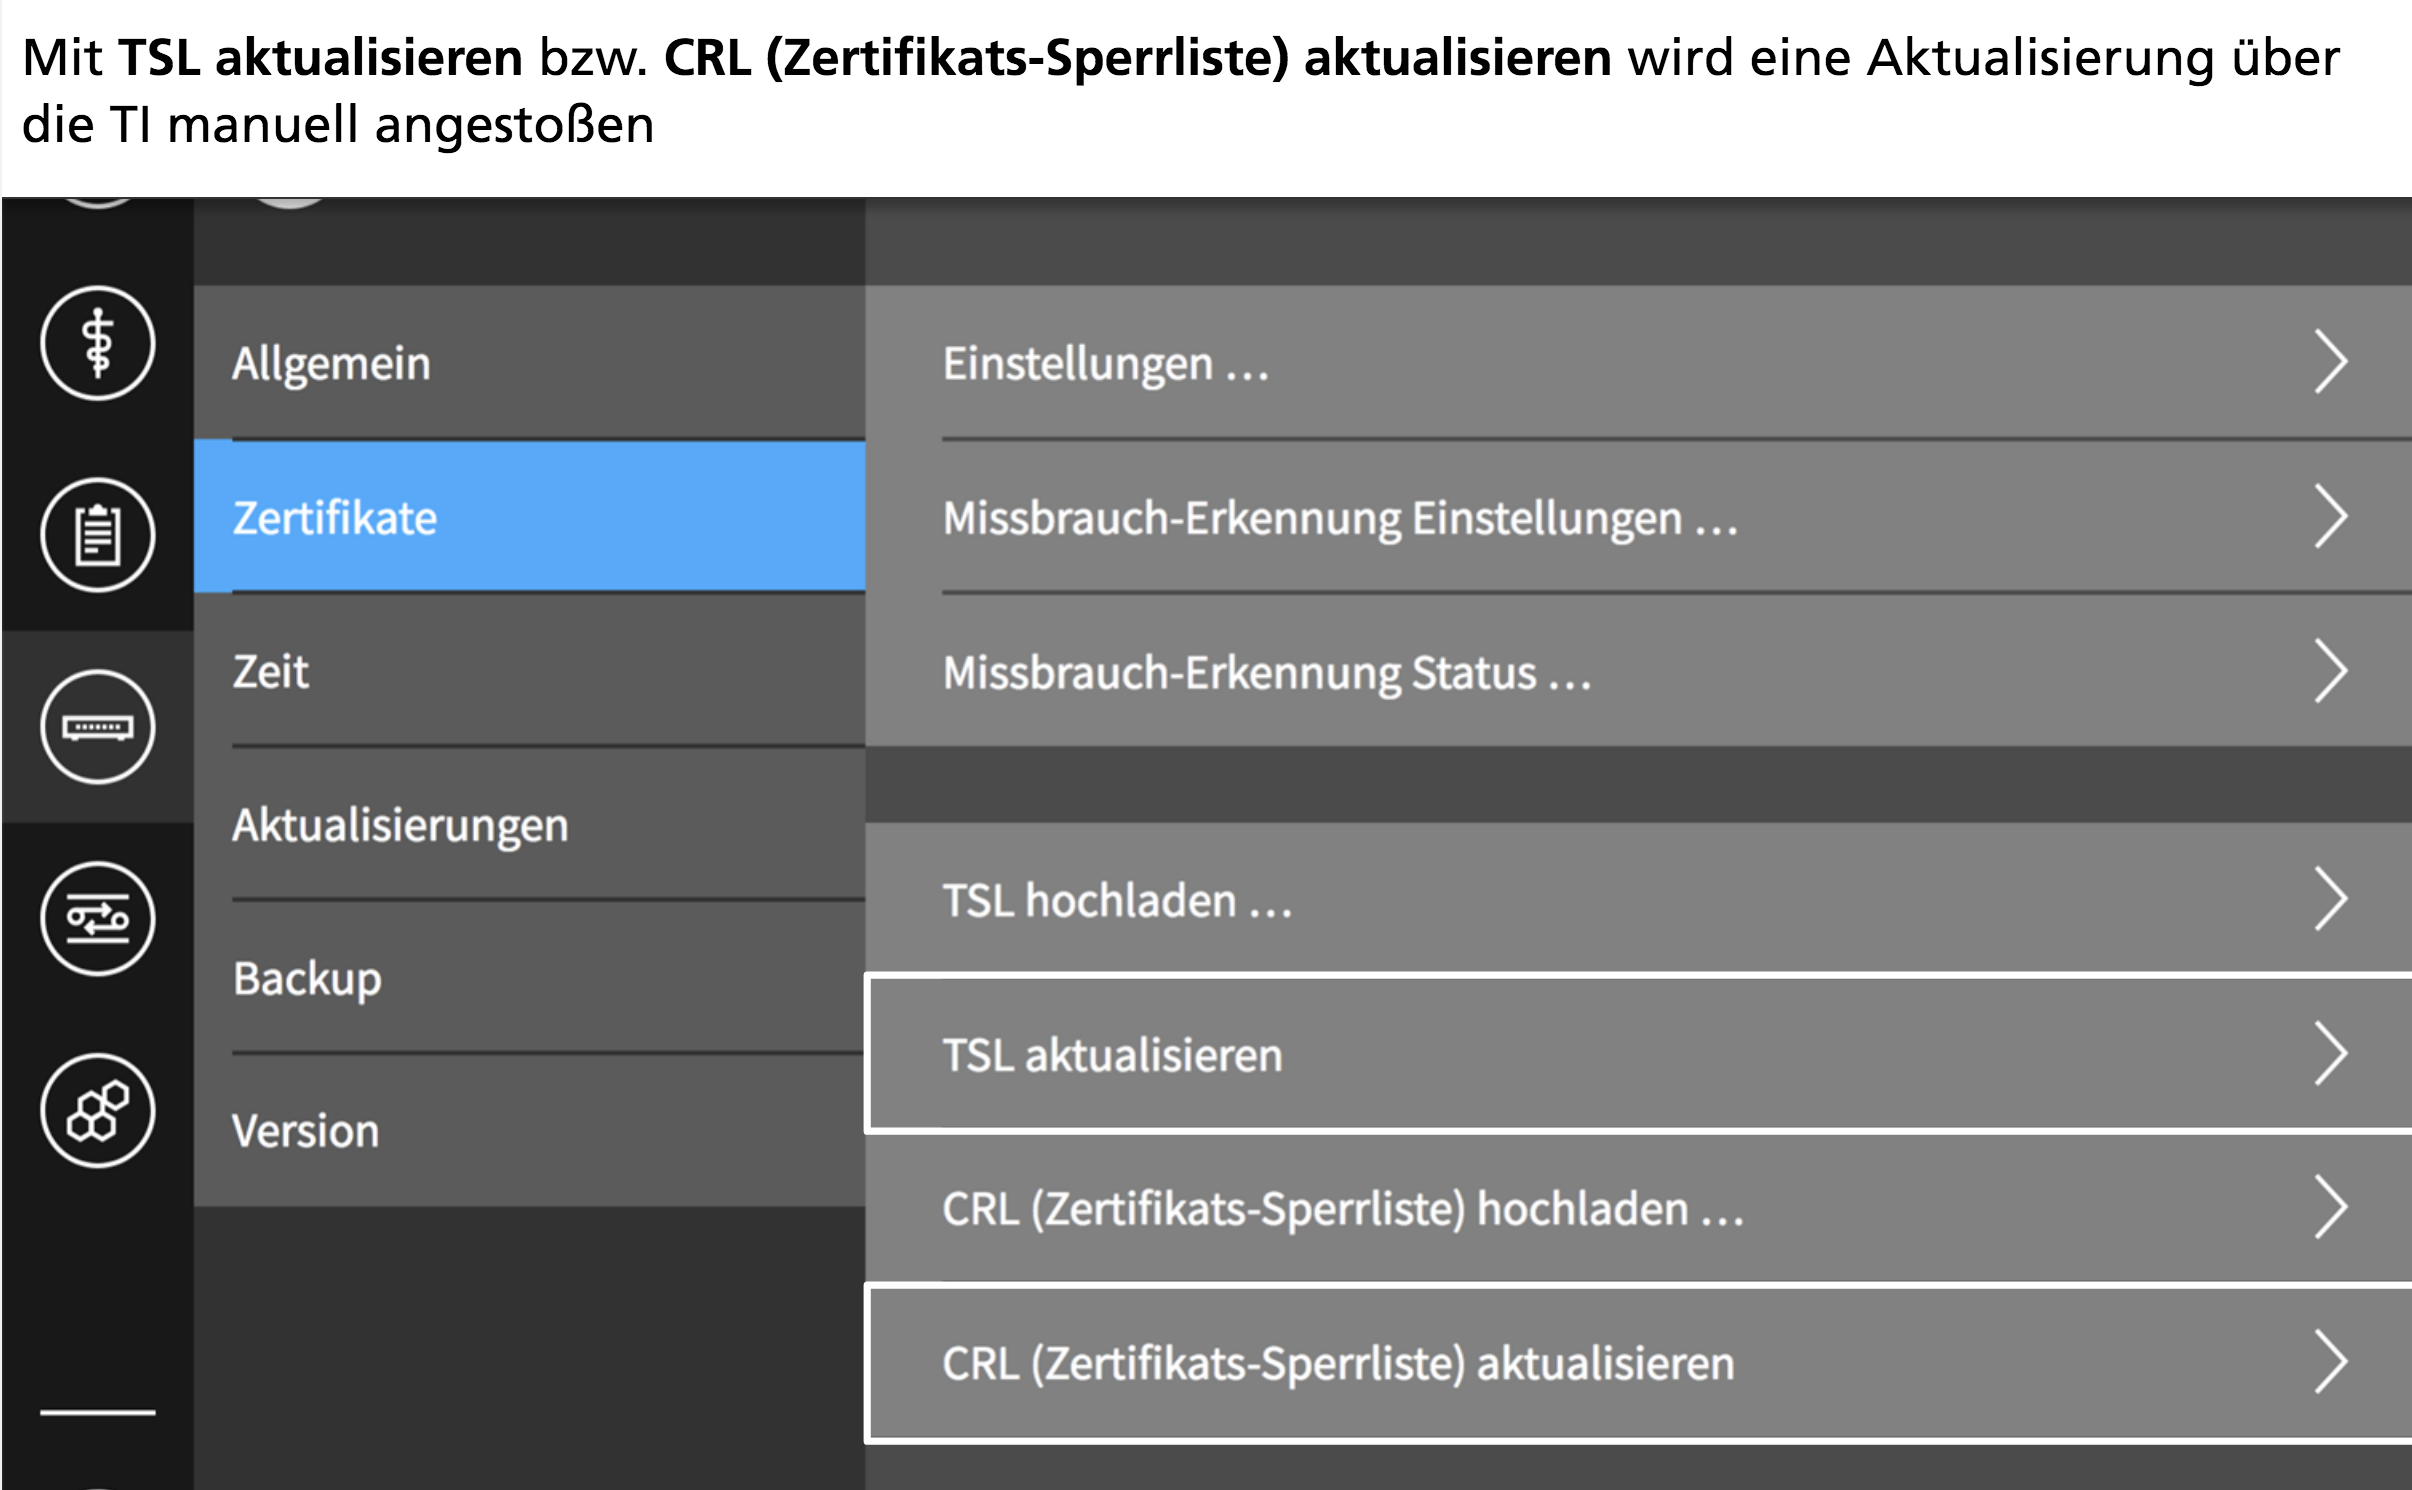 Mit TSL aktualisieren bzw. CRL (Zertifikats-Sperrliste) aktualisieren wird eine Aktualisierung über
die TI manuell angestoßen
Allgemein
Zertifikate
Zeit
Aktualisierungen
Backup
Version
Einstellungen ...
Missbrauch-Erkennung Einstellungen ...
Missbrauch-Erkennung Status ...
TSL hochladen ...
TSL aktualisieren
CRL (Zertifikats-Sperrliste) hochladen ...
CRL (Zertifikats-Sperrliste) aktualisieren